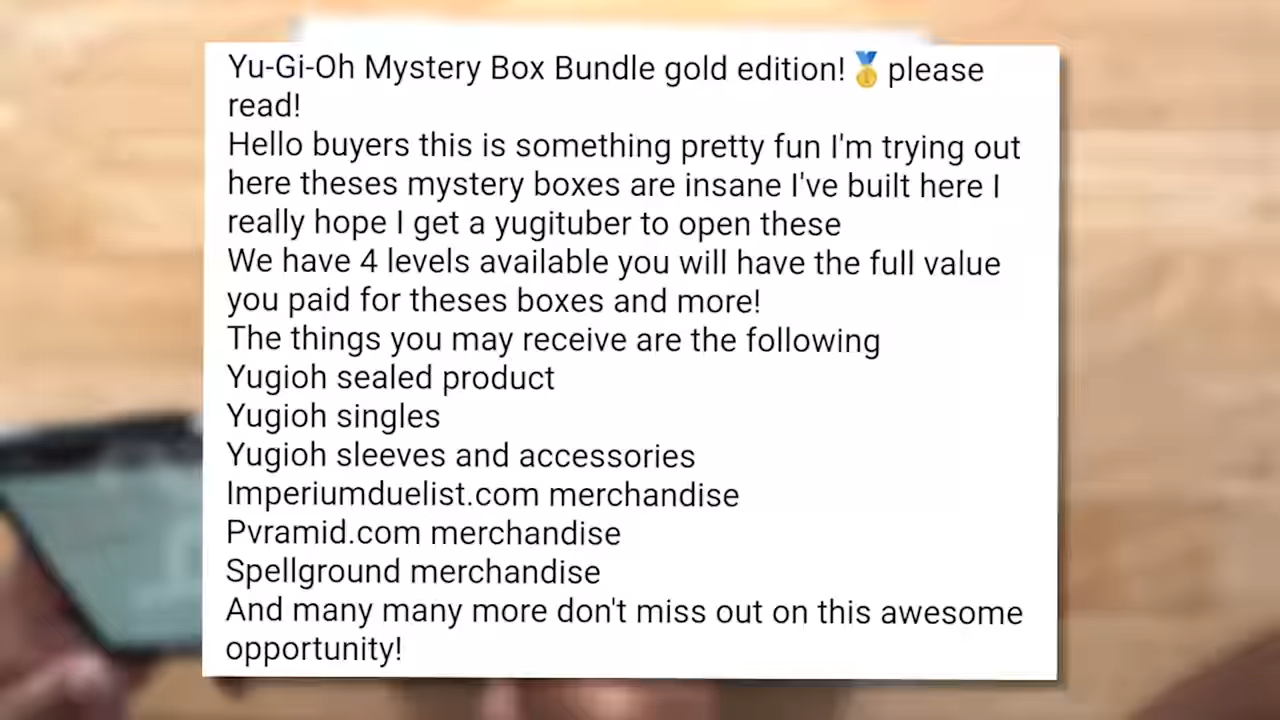 Yu-Gi-Oh Mystery Box Bundle gold edition!🥇please
read!
Hello buyers this is something pretty fun I'm trying out
here theses mystery boxes are insane I've built here I
really hope I get a yugituber to open these
We have 4 levels available you will have the full value
you paid for theses boxes and more!
The things you may receive are the following
Yugioh sealed product
Yugioh singles
Yugioh sleeves and accessories
Imperiumduelist.com merchandise
Pvramid.com merchandise
Spellground merchandise
And many many more don't miss out on this awesome
opportunity!